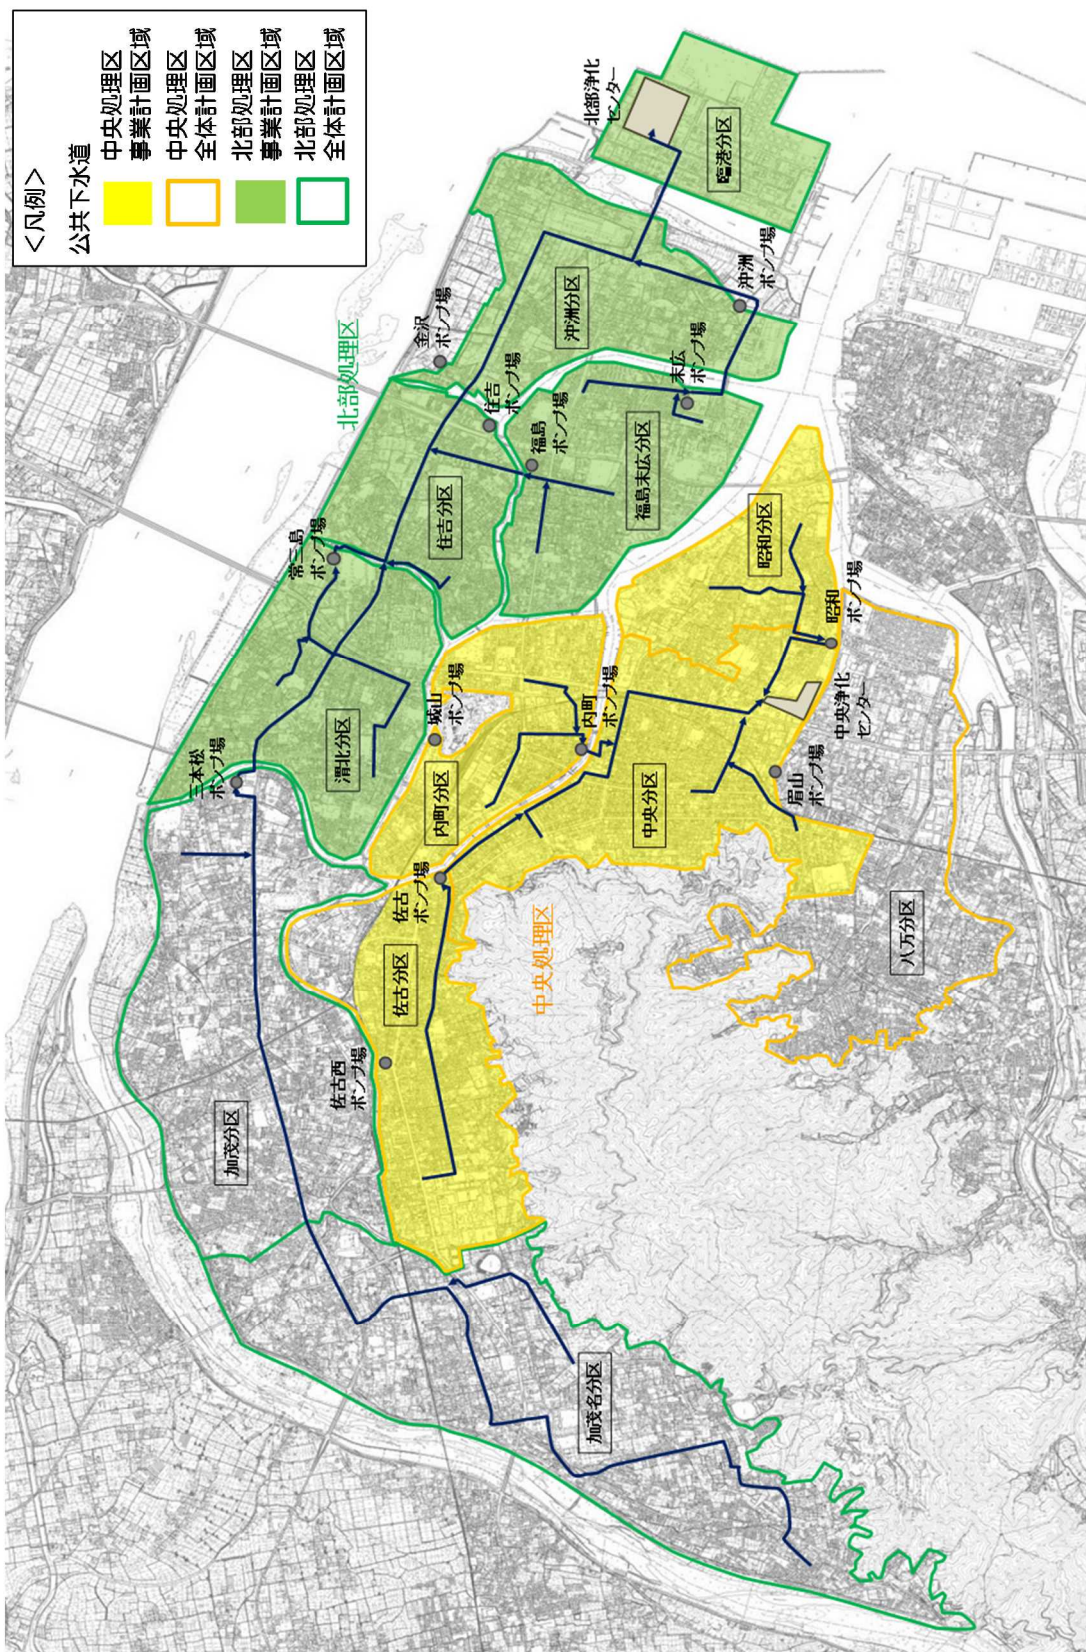 ＜凡例＞
公共下水道
中央処理区
事業計画区域
中央処理区
全体計画区域
北部処理区
事業計画区域
北部処理区
全体計画区域
北部処理区
中央処理区
加茂名分区
加茂分区
佐古西
ポンプ場
佐古分区
佐古
ポンプ場
三本松
ポンプ場
渭北分区
内町分区
城山
ポンプ場
内町
ポンプ場
常三島
ポンプ場
住吉分区
住吉
ポンプ場
金沢
ポンプ場
福島
ポンプ場
福島末広分区
末広
ポンプ場
沖洲分区
沖洲
ポンプ場
北部浄化
センター
臨港分区
中央分区
昭和分区
昭和
ポンプ場
中央浄化
センター
眉山
ポンプ場
八万分区